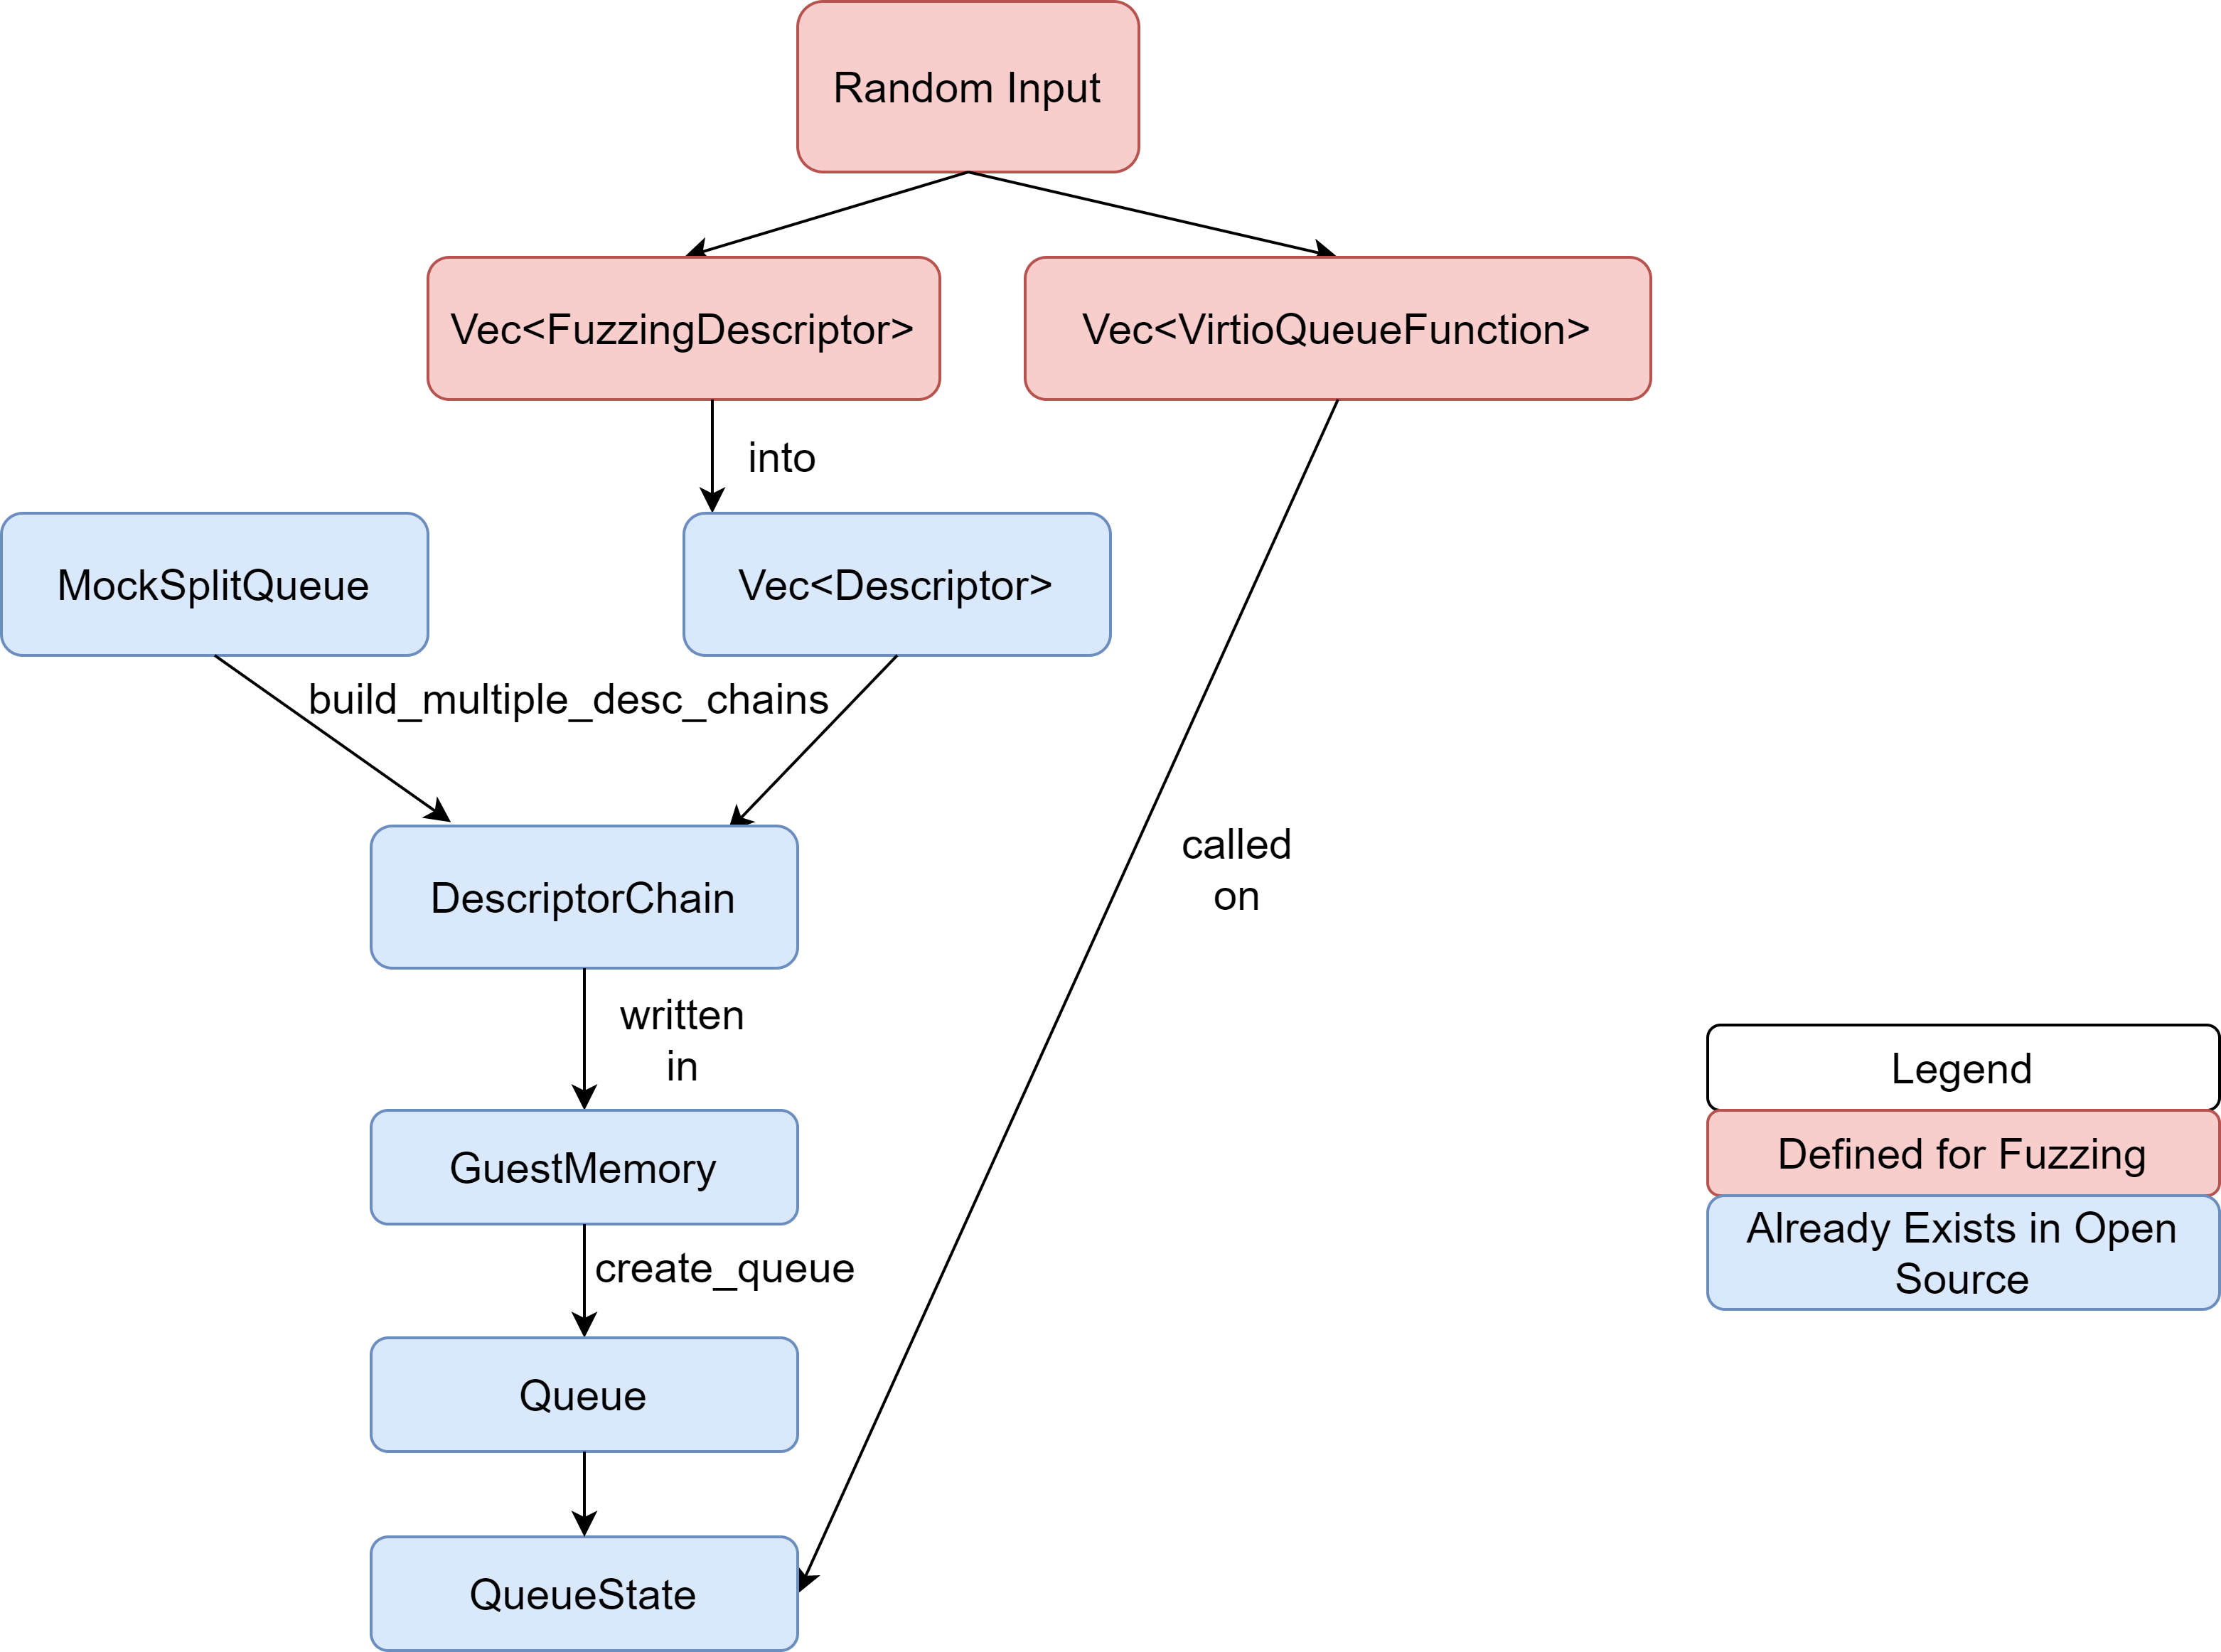 Random Input
Vec<FuzzingDescriptor>
Vec<VirtioQueueFunction>
into
MockSplitQueue
Vec<Descriptor>
build_multiple_desc_chains
called
on
DescriptorChain
written
in
Legend
Defined for Fuzzing
Already Exists in Open
Source
GuestMemory
create_queue
Queue
QueueState